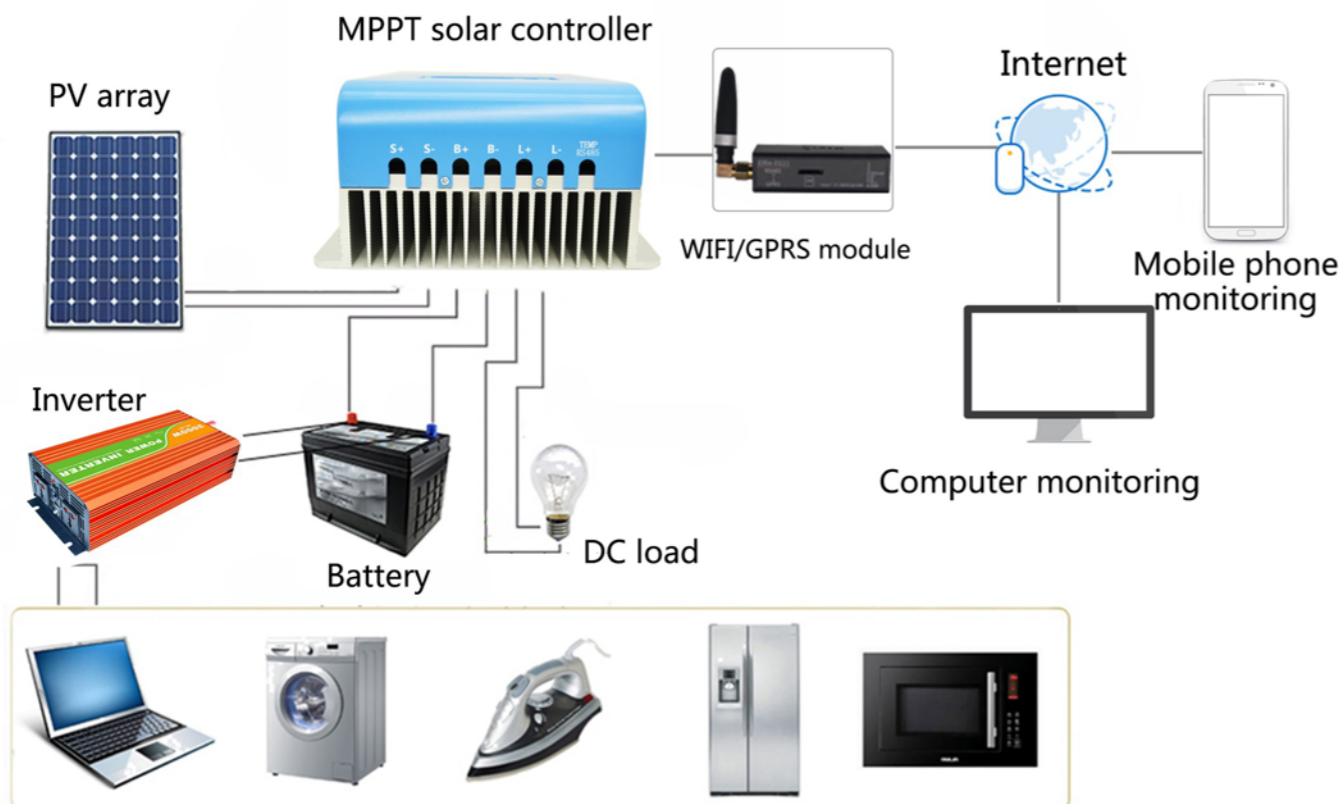 MPPT solar controller
PV array
Internet
S+ S- B+ B- L+ L- TEMP
RS485
WIFI/GPRS module
Mobile phone
monitoring
Inverter
POWER INVERTER
Computer monitoring
DC load
Battery